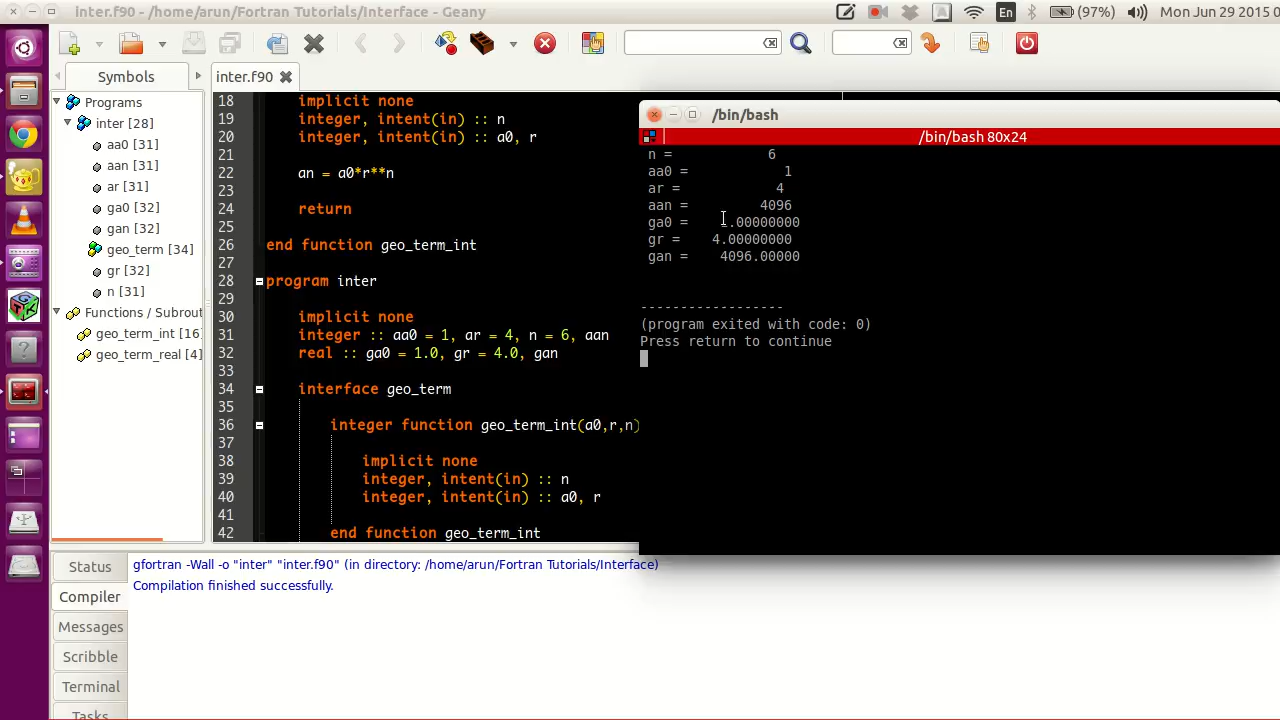 inter.f90 - /home/arun/Fortran Tutorials/Interface - Geany
En
(97%)
Mon Jun 29 2015
Symbols
inter.f90
Programs
inter [28]
aa0 [31]
aan [31]
ar [31]
ga0 [32]
gan [32]
geo_term [34]
gr [32]
n [31]
Functions / Subrout
geo_term_int [16]
geo_term_real [4]
18 implicit none
19 integer, intent(in) :: n
20 integer, intent(in) :: a0, r
21
22 an = a0*r**n
23
24 return
25
26 end function geo_term_int
27
28 program inter
29
30 implicit none
31 integer :: aa0 = 1, ar = 4, n = 6, aan
32 real :: ga0 = 1.0, gr = 4.0, gan
33
34 interface geo_term
35
36 integer function geo_term_int(a0,r,n)
37
38 implicit none
39 integer, intent(in) :: n
40 integer, intent(in) :: a0, r
41
42 end function geo_term_int
/bin/bash
/bin/bash 80x24
n = 6
aa0 = 1
ar = 4
aan = 4096
ga0 = 1.00000000
gr = 4.00000000
gan = 4096.00000
------------------
(program exited with code: 0)
Press return to continue
Status
Compiler
Messages
Scribble
Terminal
Tasks
gfortran -Wall -o "inter" "inter.f90" (in directory: /home/arun/Fortran Tutorials/Interface)
Compilation finished successfully.